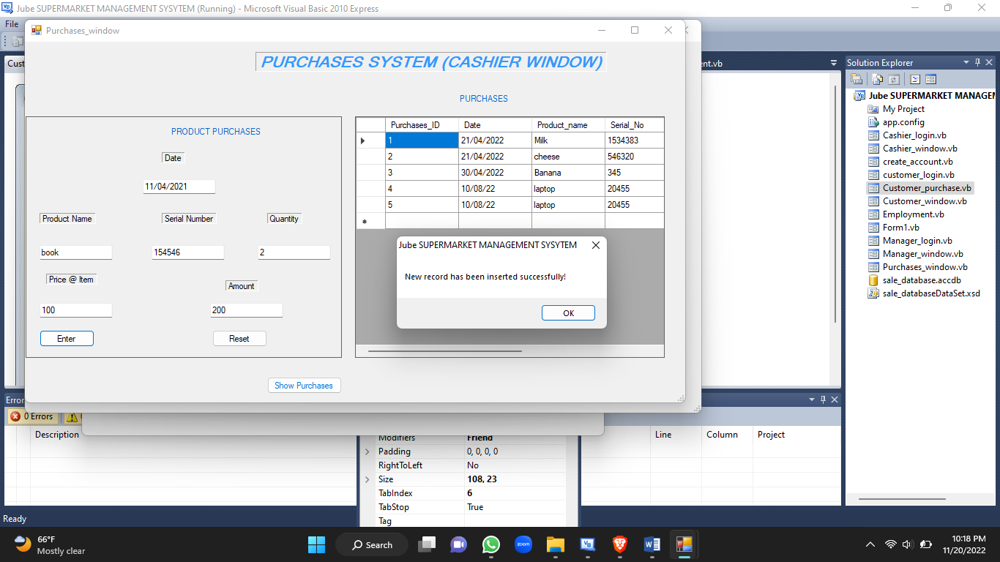 Jube SUPERMARKET MANAGEMENT SYSYTEM (Running) - Microsoft Visual Basic 2010 Express
File
Purchases_window
PURCHASES SYSTEM (CASHIER WINDOW)
PURCHASES
PRODUCT PURCHASES
Date
11/04/2021
Product Name Serial Number Quantity
book 154546 2
Price @ Item Amount
100 200
Enter Reset
Show Purchases
Purchases_ID Date Product_name Serial_No
1 21/04/2022 Milk 1534383
2 21/04/2022 cheese 546320
3 30/04/2022 Banana 345
4 10/08/22 laptop 20455
5 10/08/22 laptop 20455
Jube SUPERMARKET MANAGEMENT SYSYTEM
New record has been inserted successfully!
OK
Cust
ent.vb
Solution Explorer
Jube SUPERMARKET MANAGEM
My Project
app.config
Cashier_login.vb
Cashier_window.vb
create_account.vb
customer_login.vb
Customer_purchase.vb
Customer_window.vb
Employment.vb
Form1.vb
Manager_login.vb
Manager_window.vb
Purchases_window.vb
sale_database.accdb
sale_databaseDataSet.xsd
Error
0 Errors
Description
Line Column Project
Modifiers Friend
Padding 0, 0, 0, 0
RightToLeft No
Size 108, 23
TabIndex 6
TabStop True
Tag
Ready
66°F
Mostly clear
Search
zoom
10:18 PM
11/20/2022